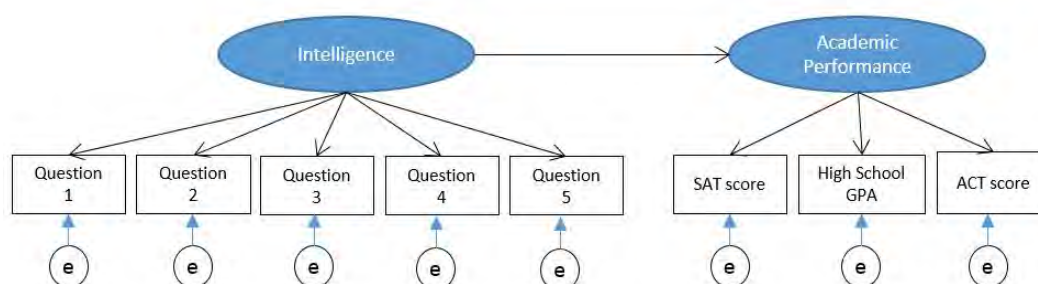 Intelligence
Academic
Performance
Question
1
Question
2
Question
3
Question
4
Question
5
SAT score
High School
GPA
ACT score
e
e
e
e
e
e
e
e